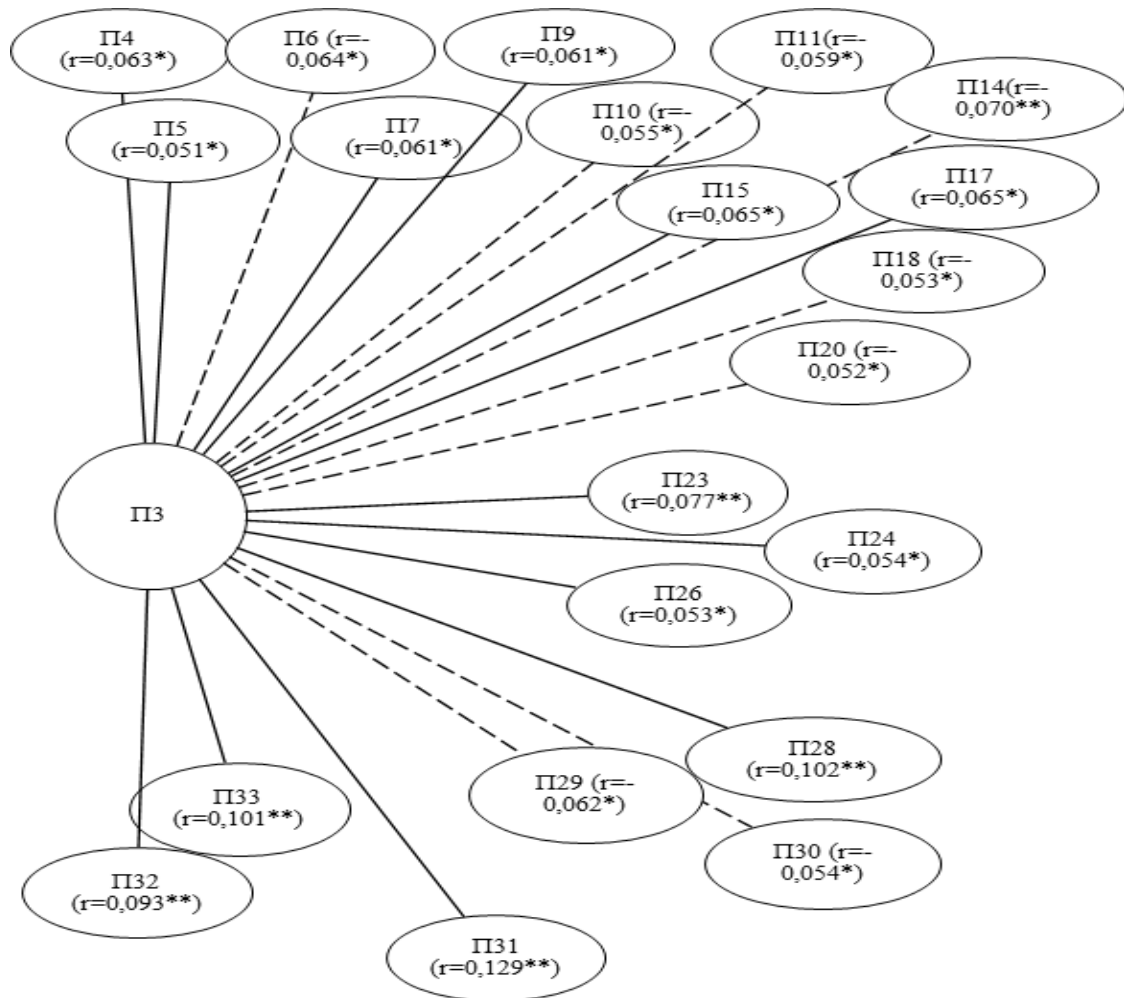 П4
(r=0,063*)
П6 (r=-
0,064*)
П9
(r=0,061*)
П11(r=-
0,059*)
П14(r=-
0,070**)
П5
(r=0,051*)
П7
(r=0,061*)
П10 (r=-
0,055*)
П15
(r=0,065*)
П17
(r=0,065*)
П18 (r=-
0,053*)
П20 (r=-
0,052*)
П3
П23
(r=0,077**)
П24
(r=0,054*)
П26
(r=0,053*)
П28
(r=0,102**)
П29 (r=-
0,062*)
П33
(r=0,101**)
П30 (r=-
0,054*)
П32
(r=0,093**)
П31
(r=0,129**)